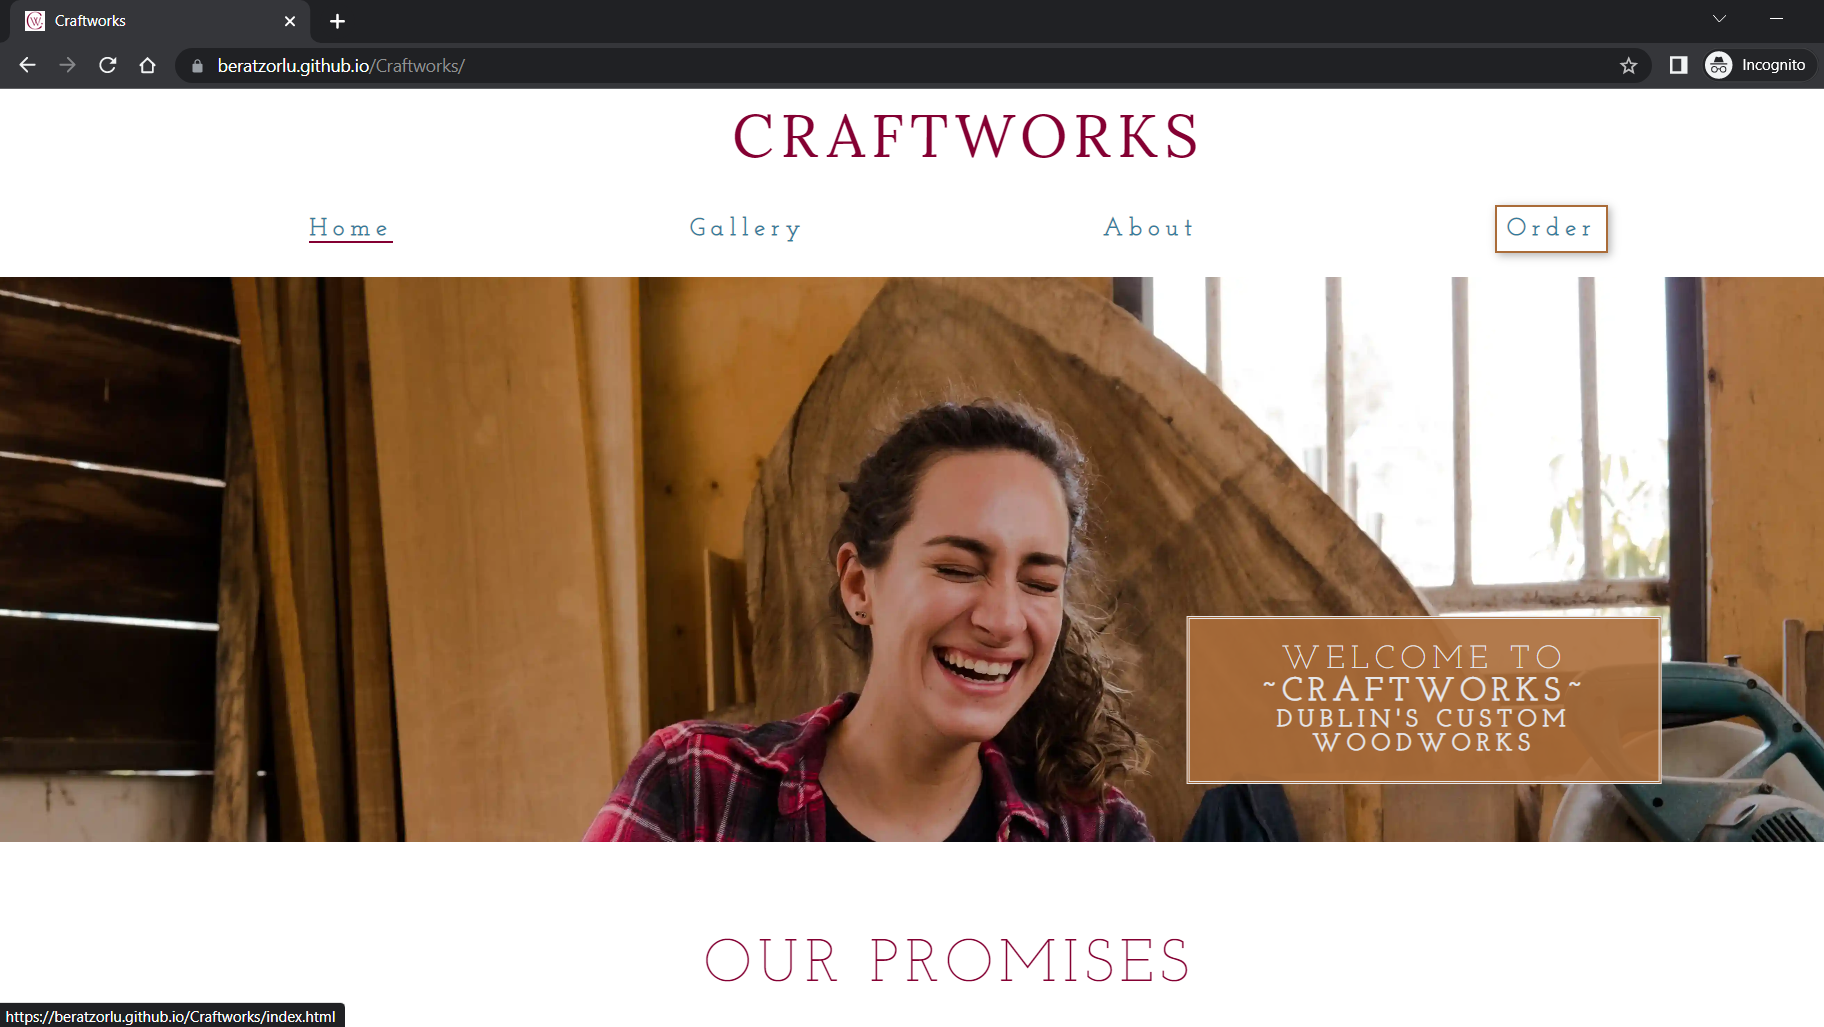 Craftworks
beratzorlu.github.io/Craftworks/
Incognito
CRAFTWORKS
Home
Gallery
About
Order
WELCOME TO
~CRAFTWORKS~
DUBLIN'S CUSTOM
WOODWORKS
OUR PROMISES
https://beratzorlu.github.io/Craftworks/index.html